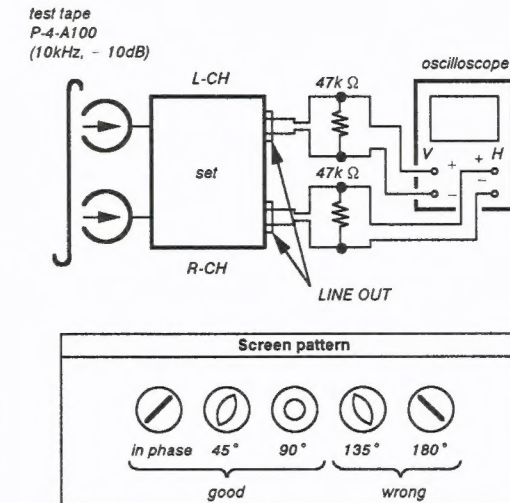 test tape
P-4-A100
(10kHz, – 10dB)
L-CH
47k Ω
oscilloscope
set
V + + H
– –
47k Ω
R-CH
LINE OUT
Screen pattern
in phase 45° 90° 135° 180°
good wrong